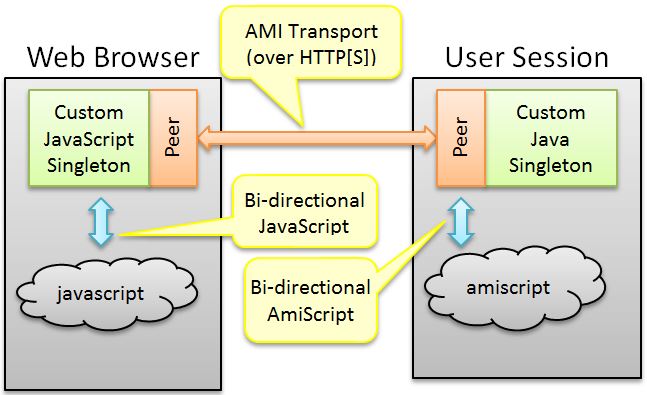 AMI Transport
(over HTTP[S])
Web Browser
User Session
Custom
JavaScript
Singleton
Peer
Peer
Custom
Java
Singleton
Bi-directional
JavaScript
javascript
Bi-directional
AmiScript
amiscript